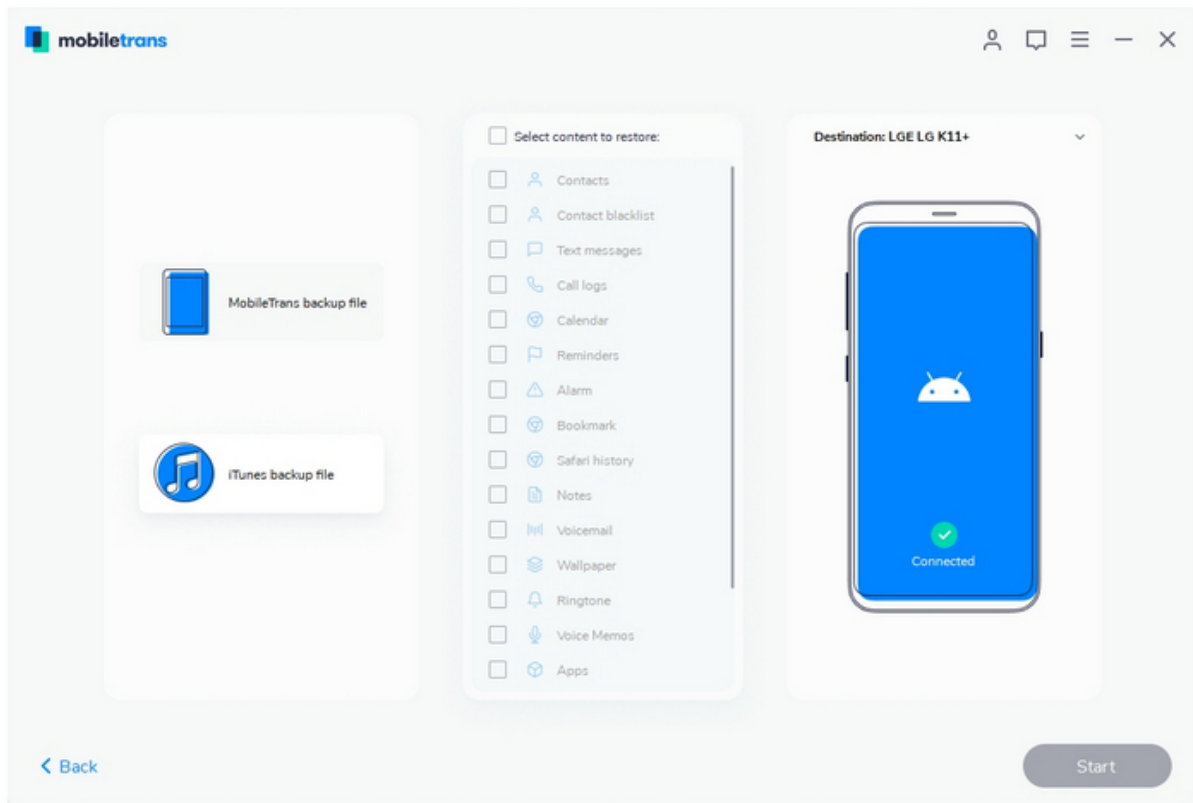 mobiletrans
MobileTrans backup file
iTunes backup file
Select content to restore:
Contacts
Contact blacklist
Text messages
Call logs
Calendar
Reminders
Alarm
Bookmark
Safari history
Notes
Voicemail
Wallpaper
Ringtone
Voice Memos
Apps
Destination: LGE LG K11+
Connected
Back
Start